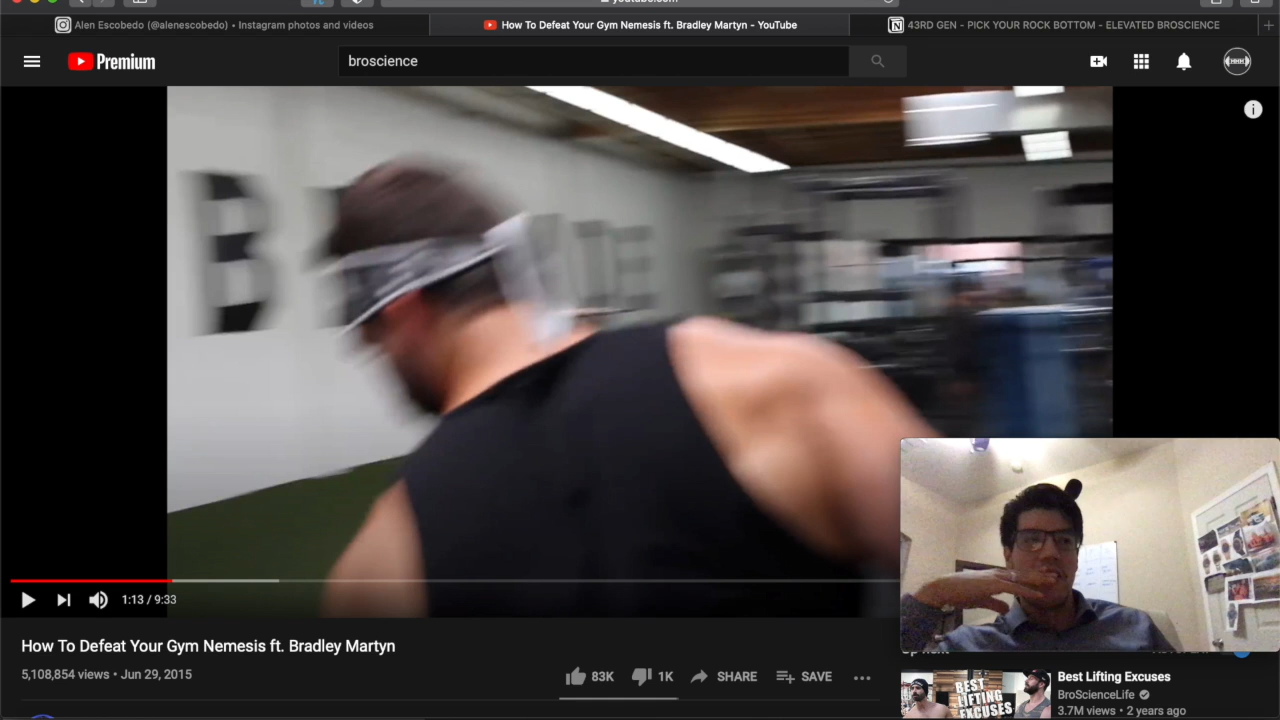 youtube.com
Alen Escobedo (@alenescobedo) • Instagram photos and videos
How To Defeat Your Gym Nemesis ft. Bradley Martyn - YouTube
43RD GEN - PICK YOUR ROCK BOTTOM - ELEVATED BROSCIENCE
Premium
broscience
HHH
1:13 / 9:33
How To Defeat Your Gym Nemesis ft. Bradley Martyn
5,108,854 views • Jun 29, 2015
83K
1K
SHARE
SAVE
Up next
BEST LIFTING EXCUSES
Best Lifting Excuses
BroScienceLife
3.7M views • 2 years ago